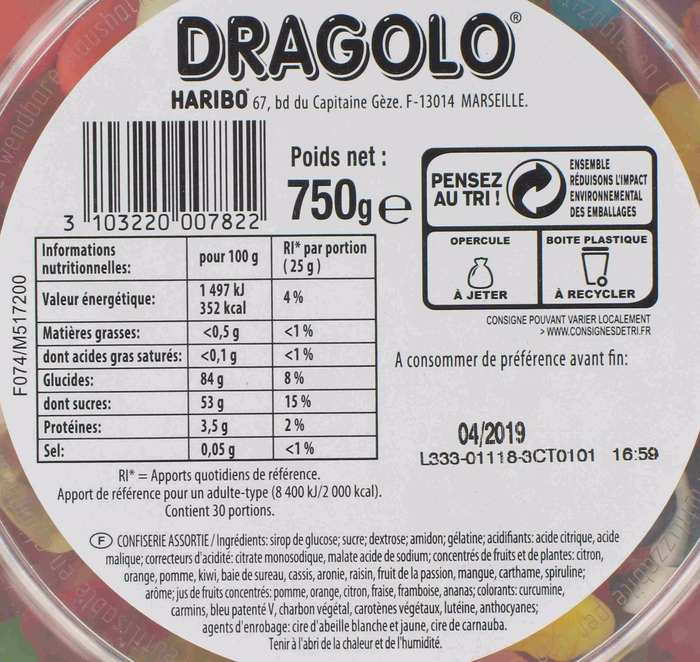 DRAGOLO®
HARIBO® 67, bd du Capitaine Gèze. F-13014 MARSEILLE.
3 103220 007822
Poids net :
750g e
PENSEZ
AU TRI !
ENSEMBLE
RÉDUISONS L'IMPACT
ENVIRONNEMENTAL
DES EMBALLAGES
OPERCULE
À JETER
BOITE PLASTIQUE
À RECYCLER
CONSIGNE POUVANT VARIER LOCALEMENT
> WWW.CONSIGNESDETRI.FR
F074/M517200
Informations nutritionnelles: pour 100 g RI* par portion (25 g)
Valeur énergétique: 1 497 kJ 352 kcal 4 %
Matières grasses: <0,5 g <1 %
dont acides gras saturés: <0,1 g <1 %
Glucides: 84 g 8 %
dont sucres: 53 g 15 %
Protéines: 3,5 g 2 %
Sel: 0,05 g <1 %
RI* = Apports quotidiens de référence.
Apport de référence pour un adulte-type (8 400 kJ/2 000 kcal).
Contient 30 portions.
A consommer de préférence avant fin:
04/2019
L333-01118-3CT0101 16:59
F CONFISERIE ASSORTIE / Ingrédients: sirop de glucose; sucre; dextrose; amidon; gélatine; acidifiants: acide citrique, acide
malique; correcteurs d'acidité: citrate monosodique, malate acide de sodium; concentrés de fruits et de plantes: citron,
orange, pomme, kiwi, baie de sureau, cassis, aronie, raisin, fruit de la passion, mangue, carthame, spiruline;
arôme; jus de fruits concentrés: pomme, orange, citron, fraise, framboise, ananas; colorants: curcumine,
carmins, bleu patenté V, charbon végétal, carotènes végétaux, lutéine, anthocyanes;
agents d'enrobage: cire d'abeille blanche et jaune, cire de carnauba.
Tenir à l'abri de la chaleur et de l'humidité.